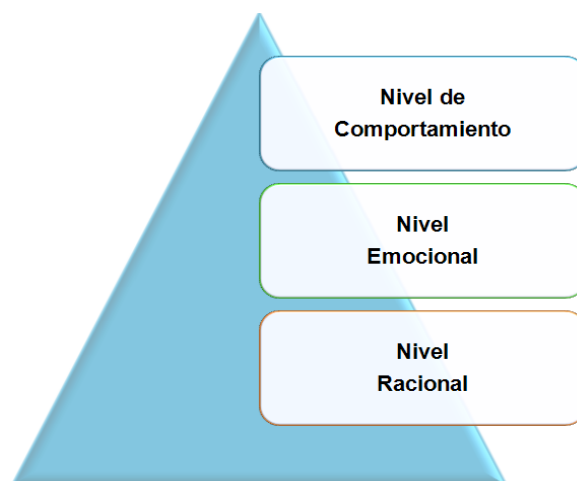 Nivel de
Comportamiento
Nivel
Emocional
Nivel
Racional